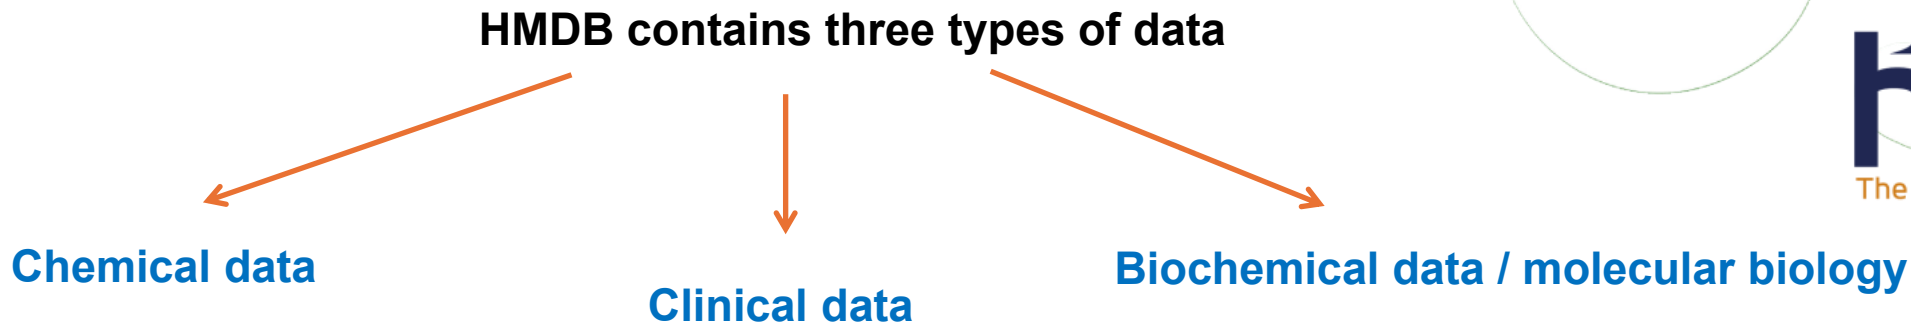 HMDB contains three types of data
The
Chemical data
Clinical data
Biochemical data / molecular biology